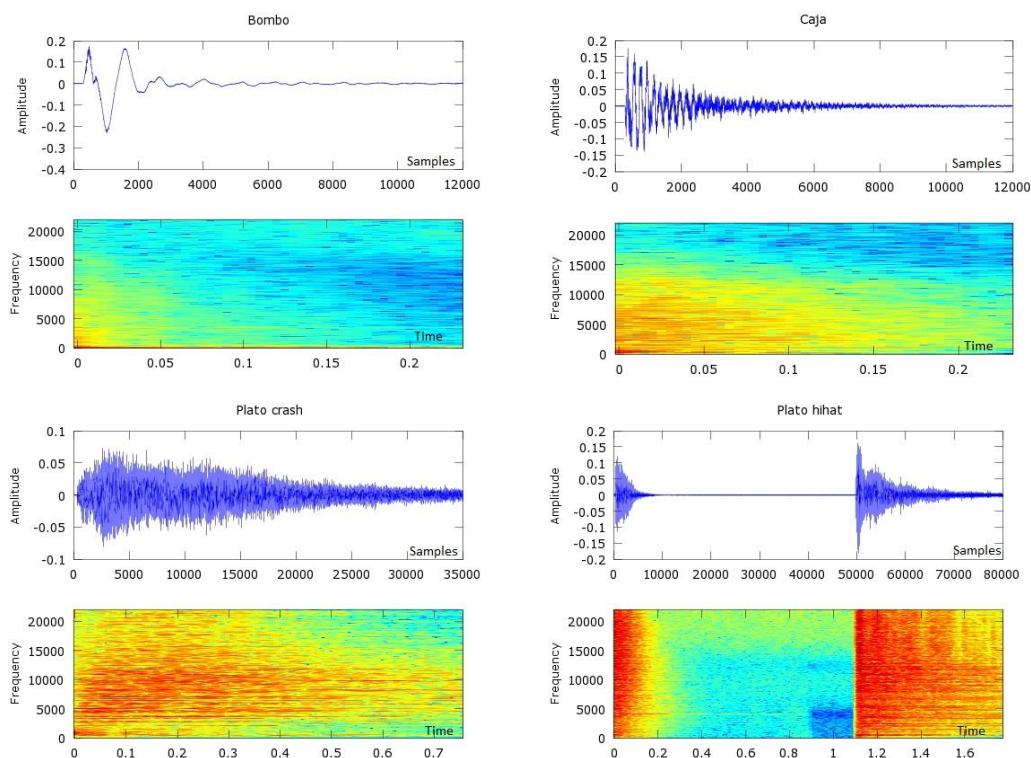 Bombo
0.2
0.1
0
-0.1
-0.2
-0.3
-0.4
Amplitude
Samples
0 2000 4000 6000 8000 10000 12000
20000
15000
10000
5000
0
Frequency
Time
0 0.05 0.1 0.15 0.2
Caja
0.2
0.15
0.1
0.05
0
-0.05
-0.1
-0.15
-0.2
Amplitude
Samples
0 2000 4000 6000 8000 10000 12000
20000
15000
10000
5000
0
Frequency
Time
0 0.05 0.1 0.15 0.2
Plato crash
0.1
0.05
0
-0.05
-0.1
Amplitude
Samples
0 5000 10000 15000 20000 25000 30000 35000
20000
15000
10000
5000
0
Frequency
Time
0 0.1 0.2 0.3 0.4 0.5 0.6 0.7
Plato hihat
0.2
0.15
0.1
0.05
0
-0.05
-0.1
-0.15
-0.2
Amplitude
Samples
0 10000 20000 30000 40000 50000 60000 70000 80000
20000
15000
10000
5000
0
Frequency
Time
0 0.2 0.4 0.6 0.8 1 1.2 1.4 1.6